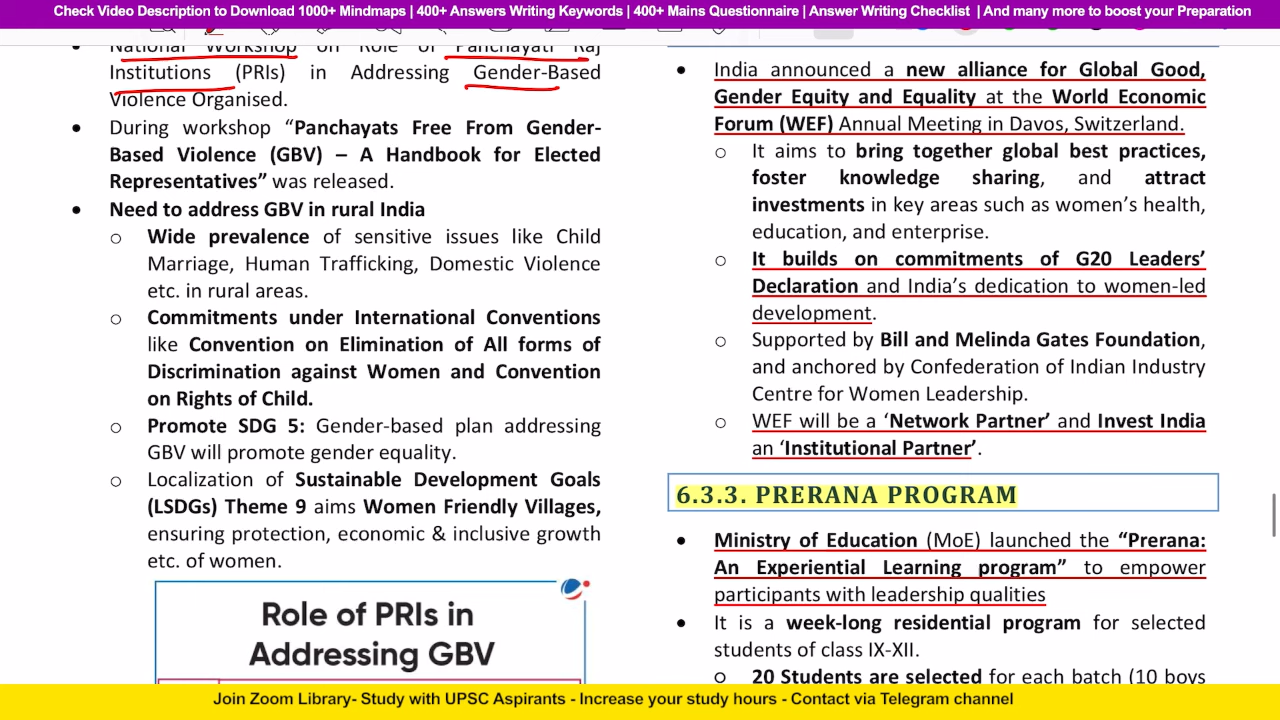 Check Video Description to Download 1000+ Mindmaps | 400+ Answers Writing Keywords | 400+ Mains Questionnaire | Answer Writing Checklist | And many more to boost your Preparation
• National Workshop on Role of Panchayati Raj
Institutions (PRIs) in Addressing Gender-Based
Violence Organised.
• During workshop “Panchayats Free From Gender-
Based Violence (GBV) – A Handbook for Elected
Representatives” was released.
• Need to address GBV in rural India
o Wide prevalence of sensitive issues like Child
Marriage, Human Trafficking, Domestic Violence
etc. in rural areas.
o Commitments under International Conventions
like Convention on Elimination of All forms of
Discrimination against Women and Convention
on Rights of Child.
o Promote SDG 5: Gender-based plan addressing
GBV will promote gender equality.
o Localization of Sustainable Development Goals
(LSDGs) Theme 9 aims Women Friendly Villages,
ensuring protection, economic & inclusive growth
etc. of women.
Role of PRIs in
Addressing GBV
• India announced a new alliance for Global Good,
Gender Equity and Equality at the World Economic
Forum (WEF) Annual Meeting in Davos, Switzerland.
o It aims to bring together global best practices,
foster knowledge sharing, and attract
investments in key areas such as women’s health,
education, and enterprise.
o It builds on commitments of G20 Leaders’
Declaration and India’s dedication to women-led
development.
o Supported by Bill and Melinda Gates Foundation,
and anchored by Confederation of Indian Industry
Centre for Women Leadership.
o WEF will be a ‘Network Partner’ and Invest India
an ‘Institutional Partner’.
6.3.3. PRERANA PROGRAM
• Ministry of Education (MoE) launched the “Prerana:
An Experiential Learning program” to empower
participants with leadership qualities
• It is a week-long residential program for selected
students of class IX-XII.
o 20 Students are selected for each batch (10 boys
Join Zoom Library- Study with UPSC Aspirants - Increase your study hours - Contact via Telegram channel